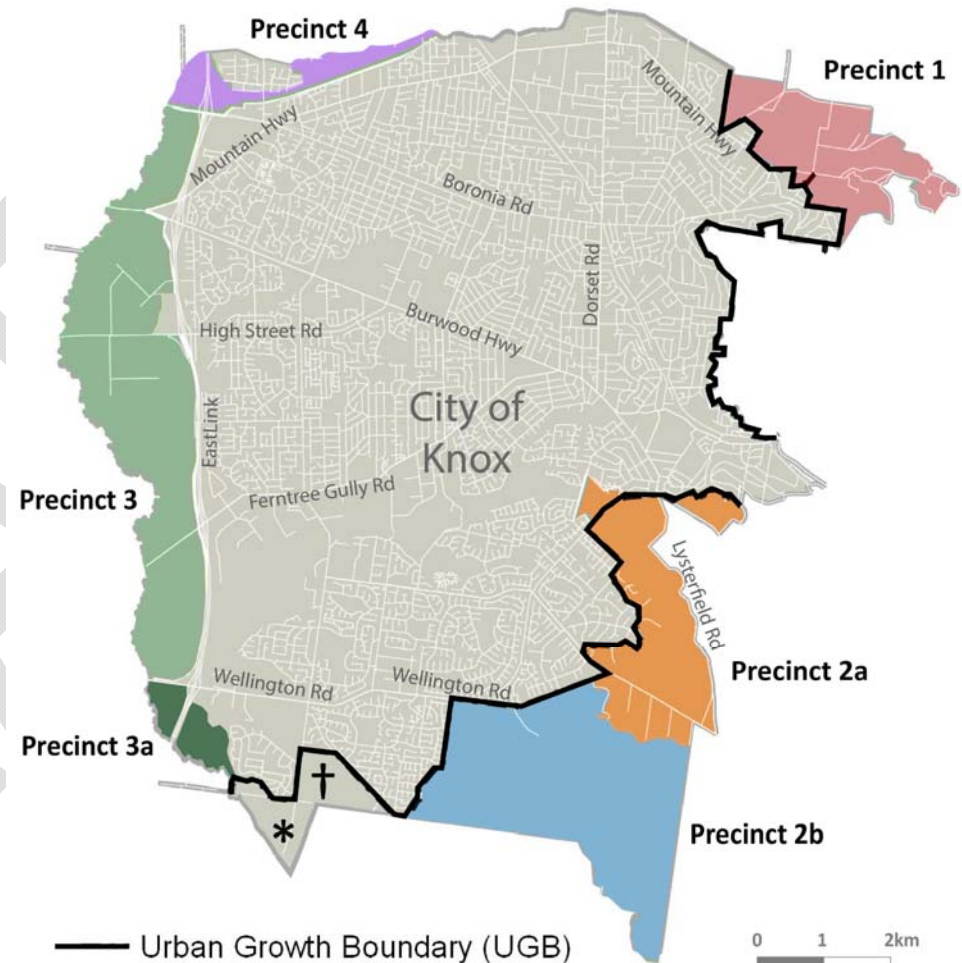 Precinct 4
Precinct 1
Mountain Hwy
Mountain Hwy
Boronia Rd
Dorset Rd
High Street Rd
Burwood Hwy
EastLink
City of
Knox
Precinct 3
Ferntree Gully Rd
Lysterfield Rd
Wellington Rd
Wellington Rd
Precinct 2a
Precinct 3a
†
*
Precinct 2b
Urban Growth Boundary (UGB)
0 1 2km